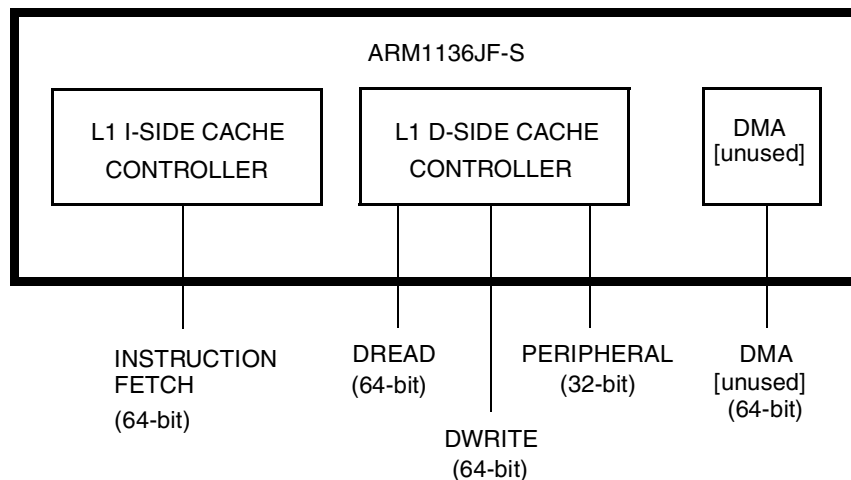 ARM1136JF-S
L1 I-SIDE CACHE
CONTROLLER
L1 D-SIDE CACHE
CONTROLLER
DMA
[unused]
INSTRUCTION
FETCH
(64-bit)
DREAD
(64-bit)
DWRITE
(64-bit)
PERIPHERAL
(32-bit)
DMA
[unused]
(64-bit)